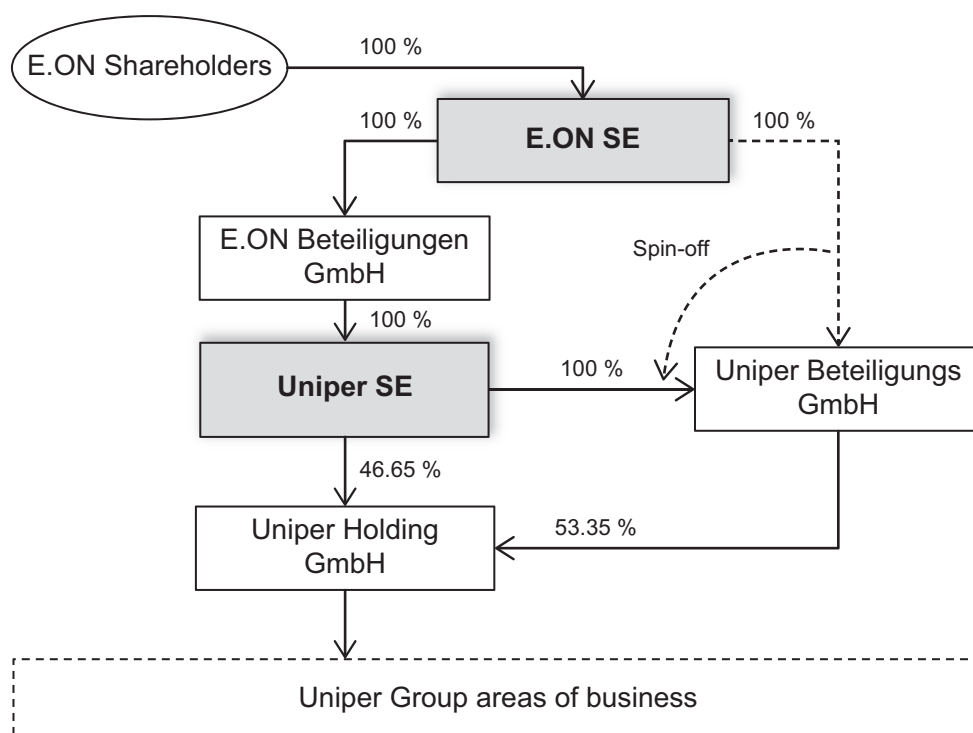 100 %
E.ON Shareholders
100 %
E.ON SE
100 %
E.ON Beteiligungen
GmbH
Spin-off
100 %
Uniper SE
100 %
Uniper Beteiligungs
GmbH
46.65 %
Uniper Holding
GmbH
53.35 %
Uniper Group areas of business